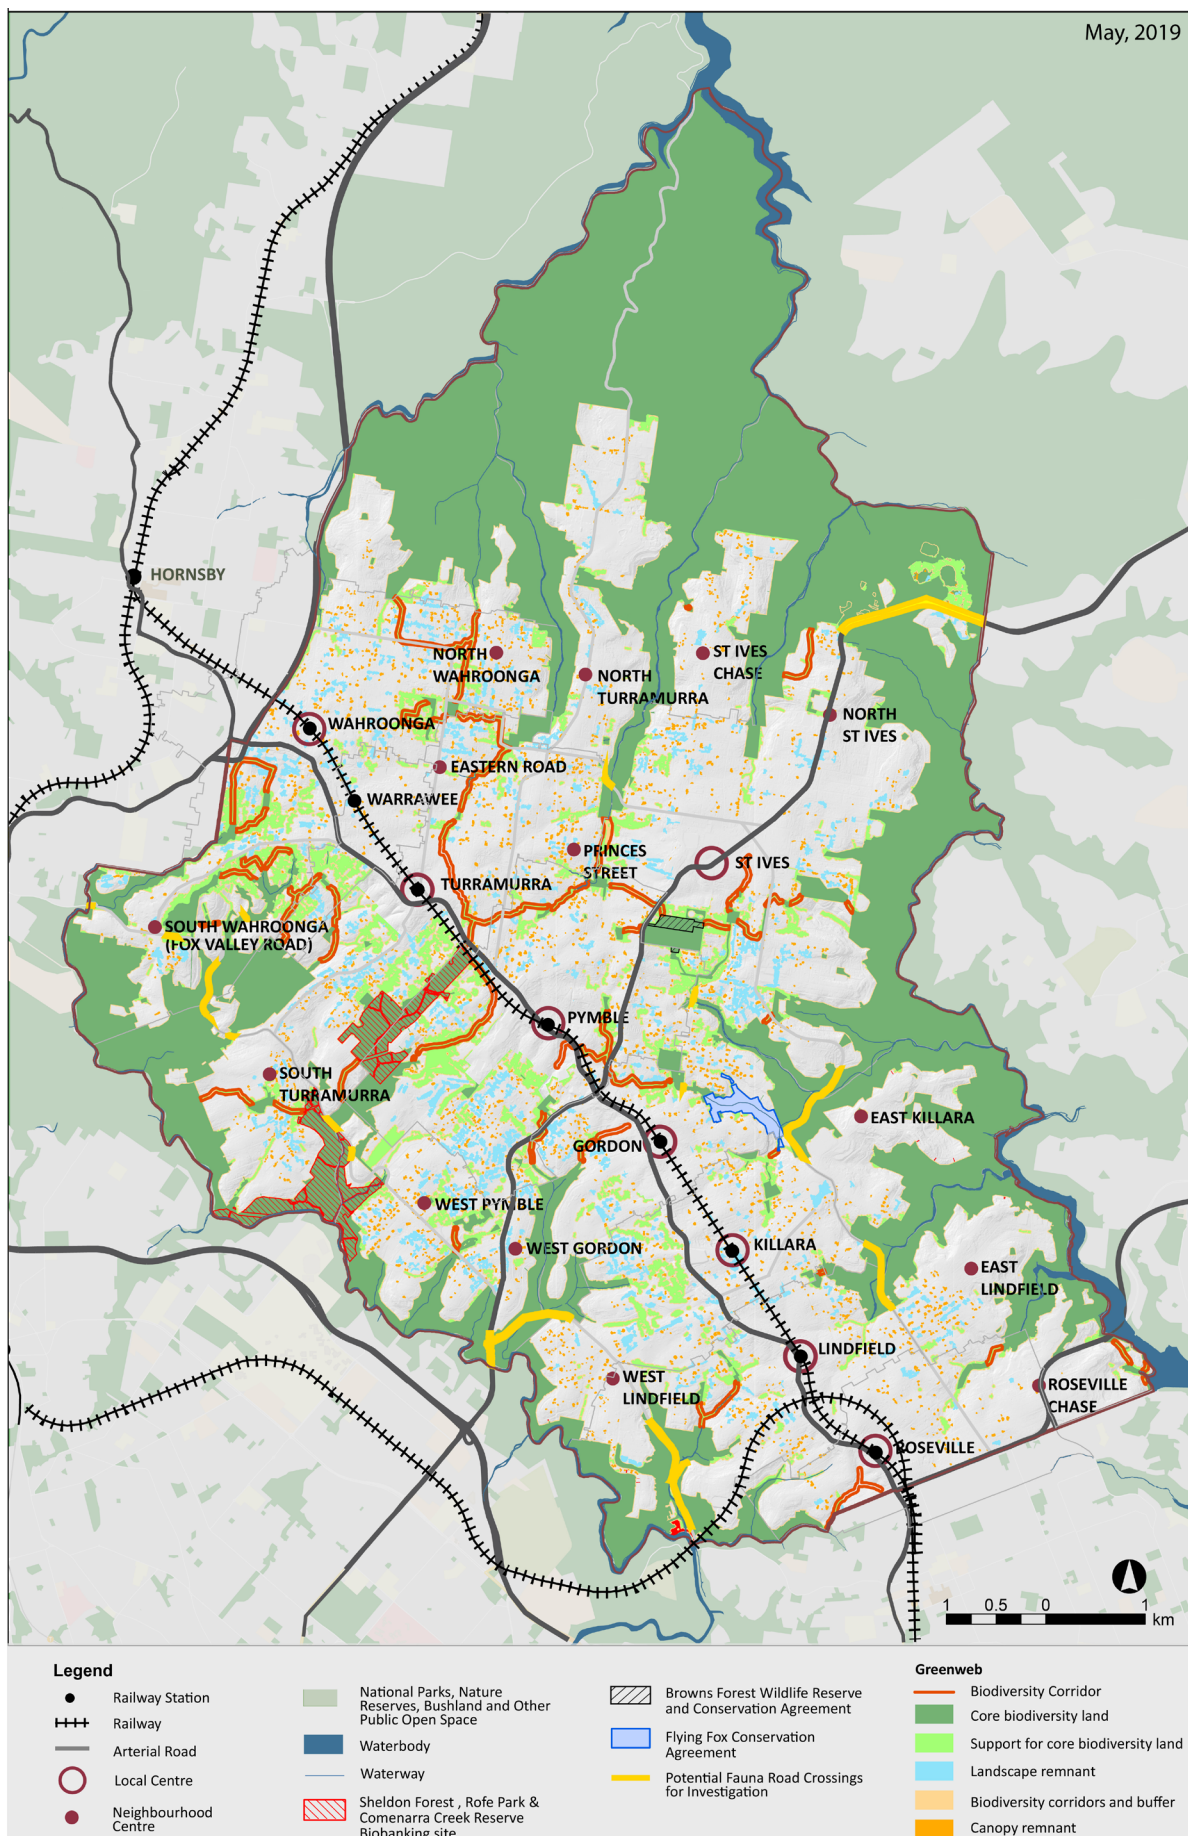 May, 2019
HORNSBY
NORTH
WAHROONGA
ST IVES
CHASE
NORTH
TURRAMURRA
NORTH
ST IVES
WAHROONGA
EASTERN ROAD
WARRAWEE
PRINCES
STREET
ST IVES
TURRAMURRA
SOUTH WAHROONGA
(FOX VALLEY ROAD)
PYMBLE
SOUTH
TURRAMURRA
EAST KILLARA
GORDON
WEST PYMBLE
WEST GORDON
KILLARA
EAST
LINDFIELD
LINDFIELD
WEST
LINDFIELD
ROSEVILLE
CHASE
ROSEVILLE
1 0.5 0 1
km
Legend
Railway Station
Railway
Arterial Road
Local Centre
Neighbourhood
Centre
National Parks, Nature
Reserves, Bushland and Other
Public Open Space
Waterbody
Waterway
Sheldon Forest , Rofe Park &
Comenarra Creek Reserve
Biobanking site
Browns Forest Wildlife Reserve
and Conservation Agreement
Flying Fox Conservation
Agreement
Potential Fauna Road Crossings
for Investigation
Greenweb
Biodiversity Corridor
Core biodiversity land
Support for core biodiversity land
Landscape remnant
Biodiversity corridors and buffer
Canopy remnant